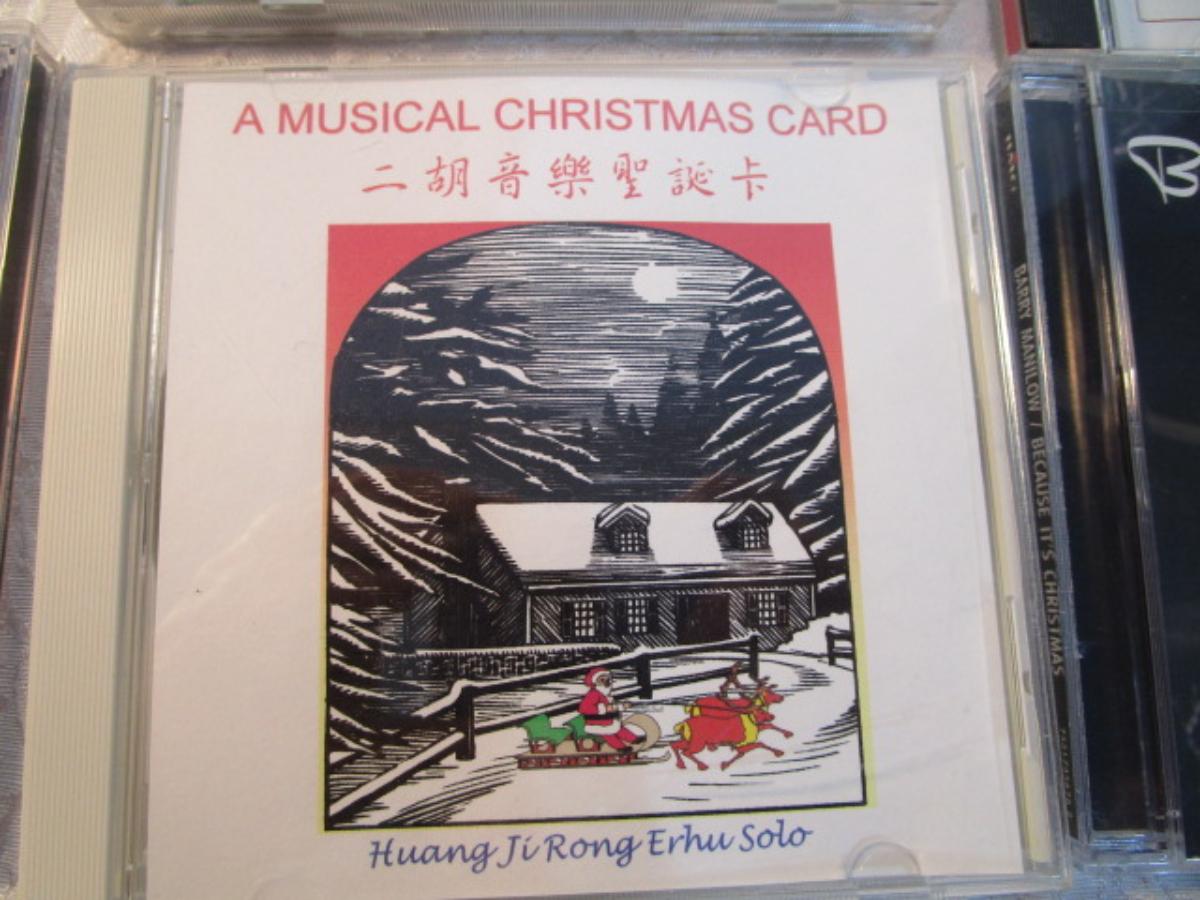 A MUSICAL CHRISTMAS CARD
二胡音樂聖誕卡
Huang Ji Rong Erhu Solo
BARRY MANILOW / BECAUSE IT'S CHRISTMAS
B